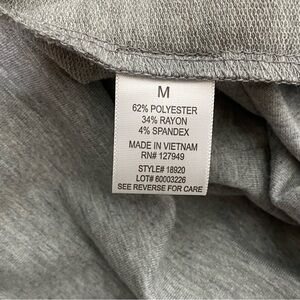 M
62% POLYESTER
34% RAYON
4% SPANDEX
MADE IN VIETNAM
RN# 127949
STYLE# 18920
LOT# 60003226
SEE REVERSE FOR CARE